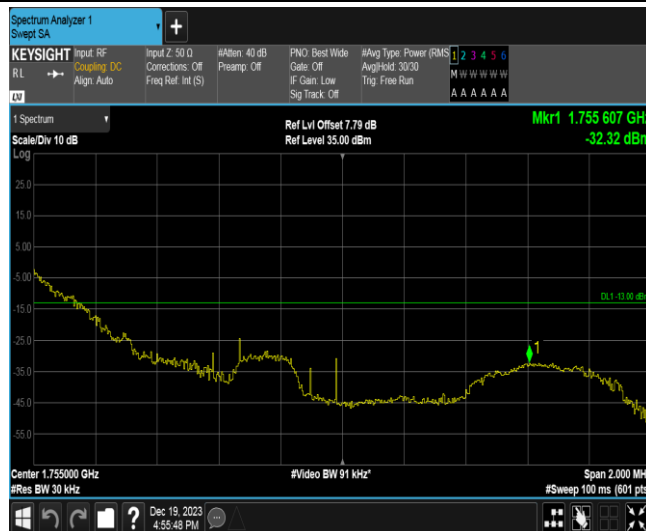 Spectrum Analyzer 1
Swept SA
+
KEYSIGHT
RL
Input: RF
Coupling: DC
Align: Auto
Input Z: 50 Ω
Corrections: Off
Freq Ref: Int (S)
#Atten: 40 dB
Preamp: Off
PNO: Best Wide
Gate: Off
IF Gain: Low
Sig Track: Off
#Avg Type: Power (RMS
Avg|Hold: 30/30
Trig: Free Run
1 2 3 4 5 6
M W W W W W
A A A A A A
LXI
1 Spectrum
Scale/Div 10 dB
Ref Lvl Offset 7.79 dB
Ref Level 35.00 dBm
Mkr1 1.755 607 GHz
-32.32 dBm
Log
25.0
15.0
5.00
-5.00
DL1 -13.00 dBm
-15.0
-25.0
1
-35.0
-45.0
-55.0
Center 1.755000 GHz
#Res BW 30 kHz
#Video BW 91 kHz*
Span 2.000 MH
#Sweep 100 ms (601 pts
?
Dec 19, 2023
4:55:48 PM